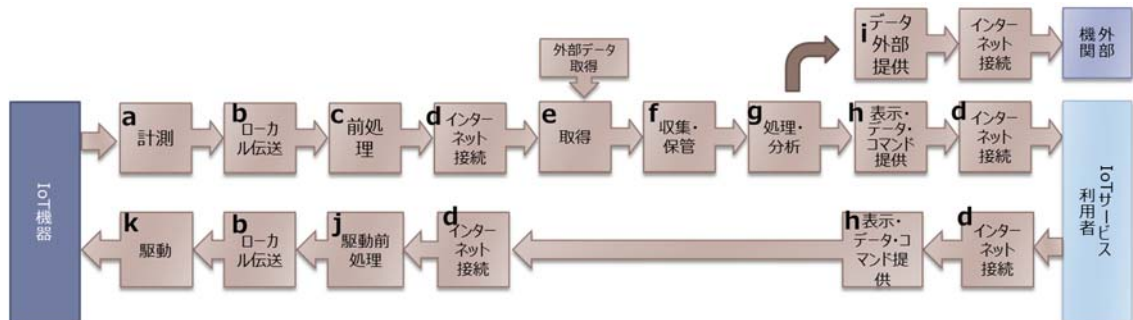 i データ
外部
提供
インター
ネット
接続
外部
機関
外部データ
取得
a
計測
b
ローカ
ル伝送
c
前処
理
d
インター
ネット
接続
e
取得
f
収集・
保管
g
処理・
分析
h
表示・
データ・
コマンド
提供
d
インター
ネット
接続
IoT機器
IoTサービス
利用者
k
駆動
b
ローカ
ル伝送
j
駆動前
処理
d
インター
ネット
接続
h
表示・
データ・コ
マンド提
供
d
インター
ネット
接続